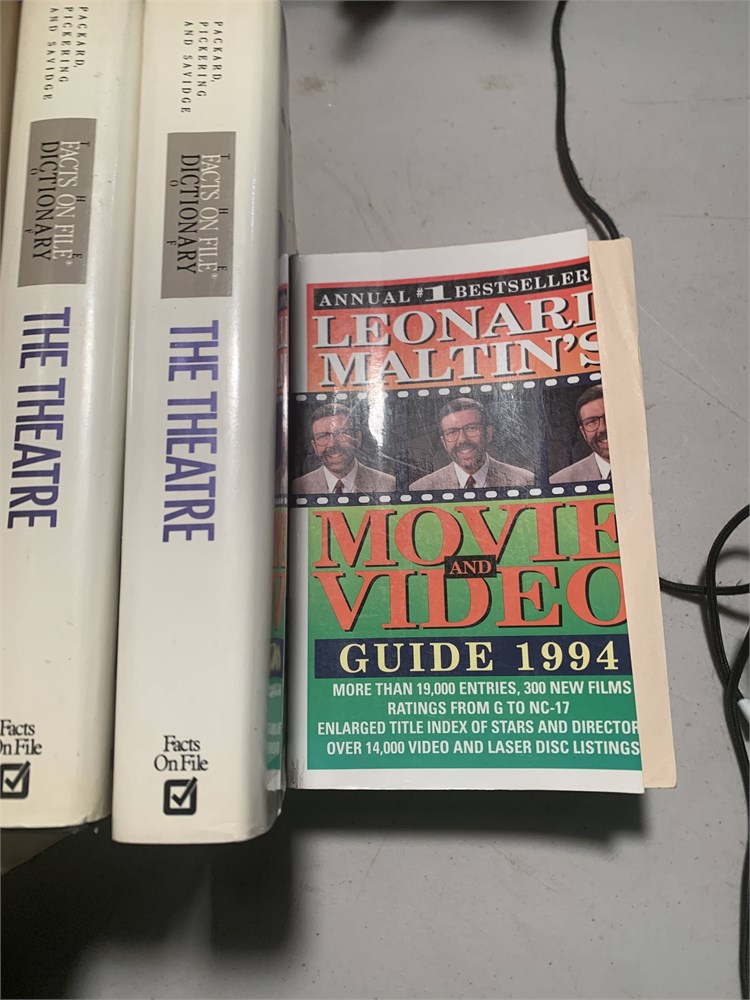 PACKARD,
PICKERING
AND SAVIDGE
THE
FACTS ON FILE®
DICTIONARY
OF
THE THEATRE
Facts
On File
PACKARD,
PICKERING
AND SAVIDGE
THE
FACTS ON FILE®
DICTIONARY
OF
THE THEATRE
Facts
On File
ANNUAL #1 BESTSELLER
LEONARD
MALTIN'S
MOVIE
AND
VIDEO
GUIDE 1994
MORE THAN 19,000 ENTRIES, 300 NEW FILMS
RATINGS FROM G TO NC-17
ENLARGED TITLE INDEX OF STARS AND DIRECTOR
OVER 14,000 VIDEO AND LASER DISC LISTINGS